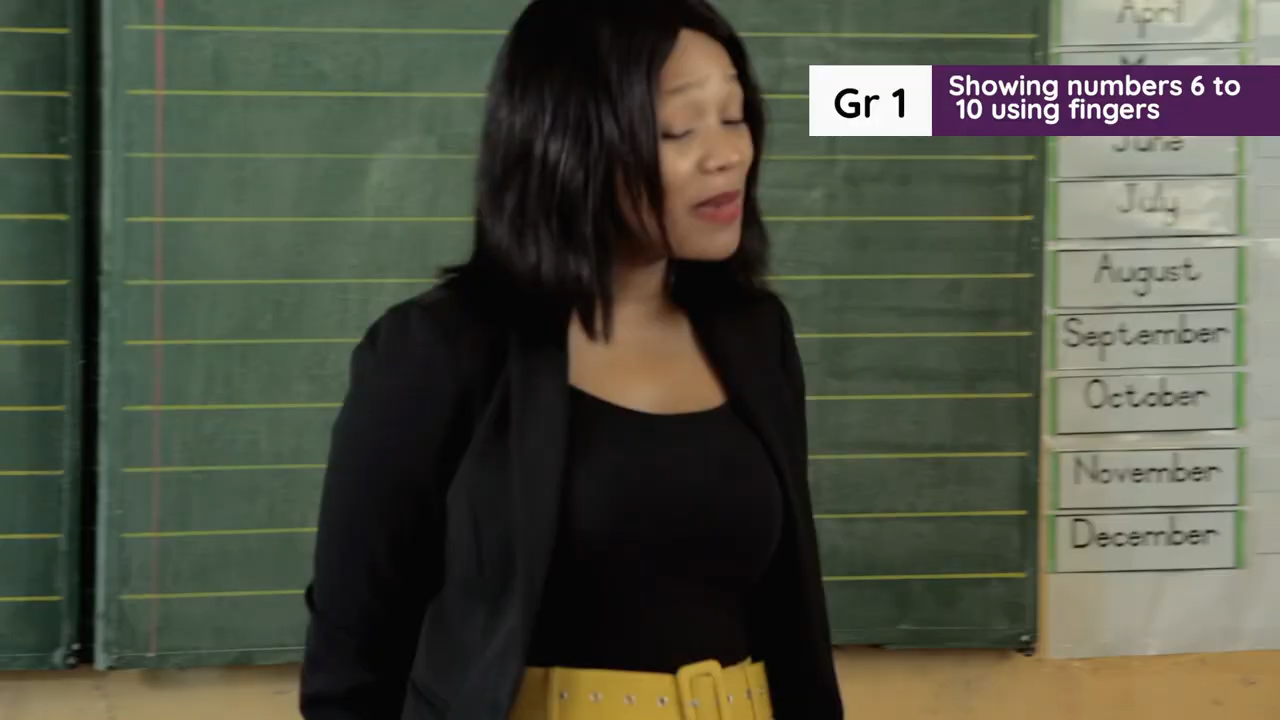 Gr 1
Showing numbers 6 to
10 using fingers
April
June
July
August
September
October
November
December